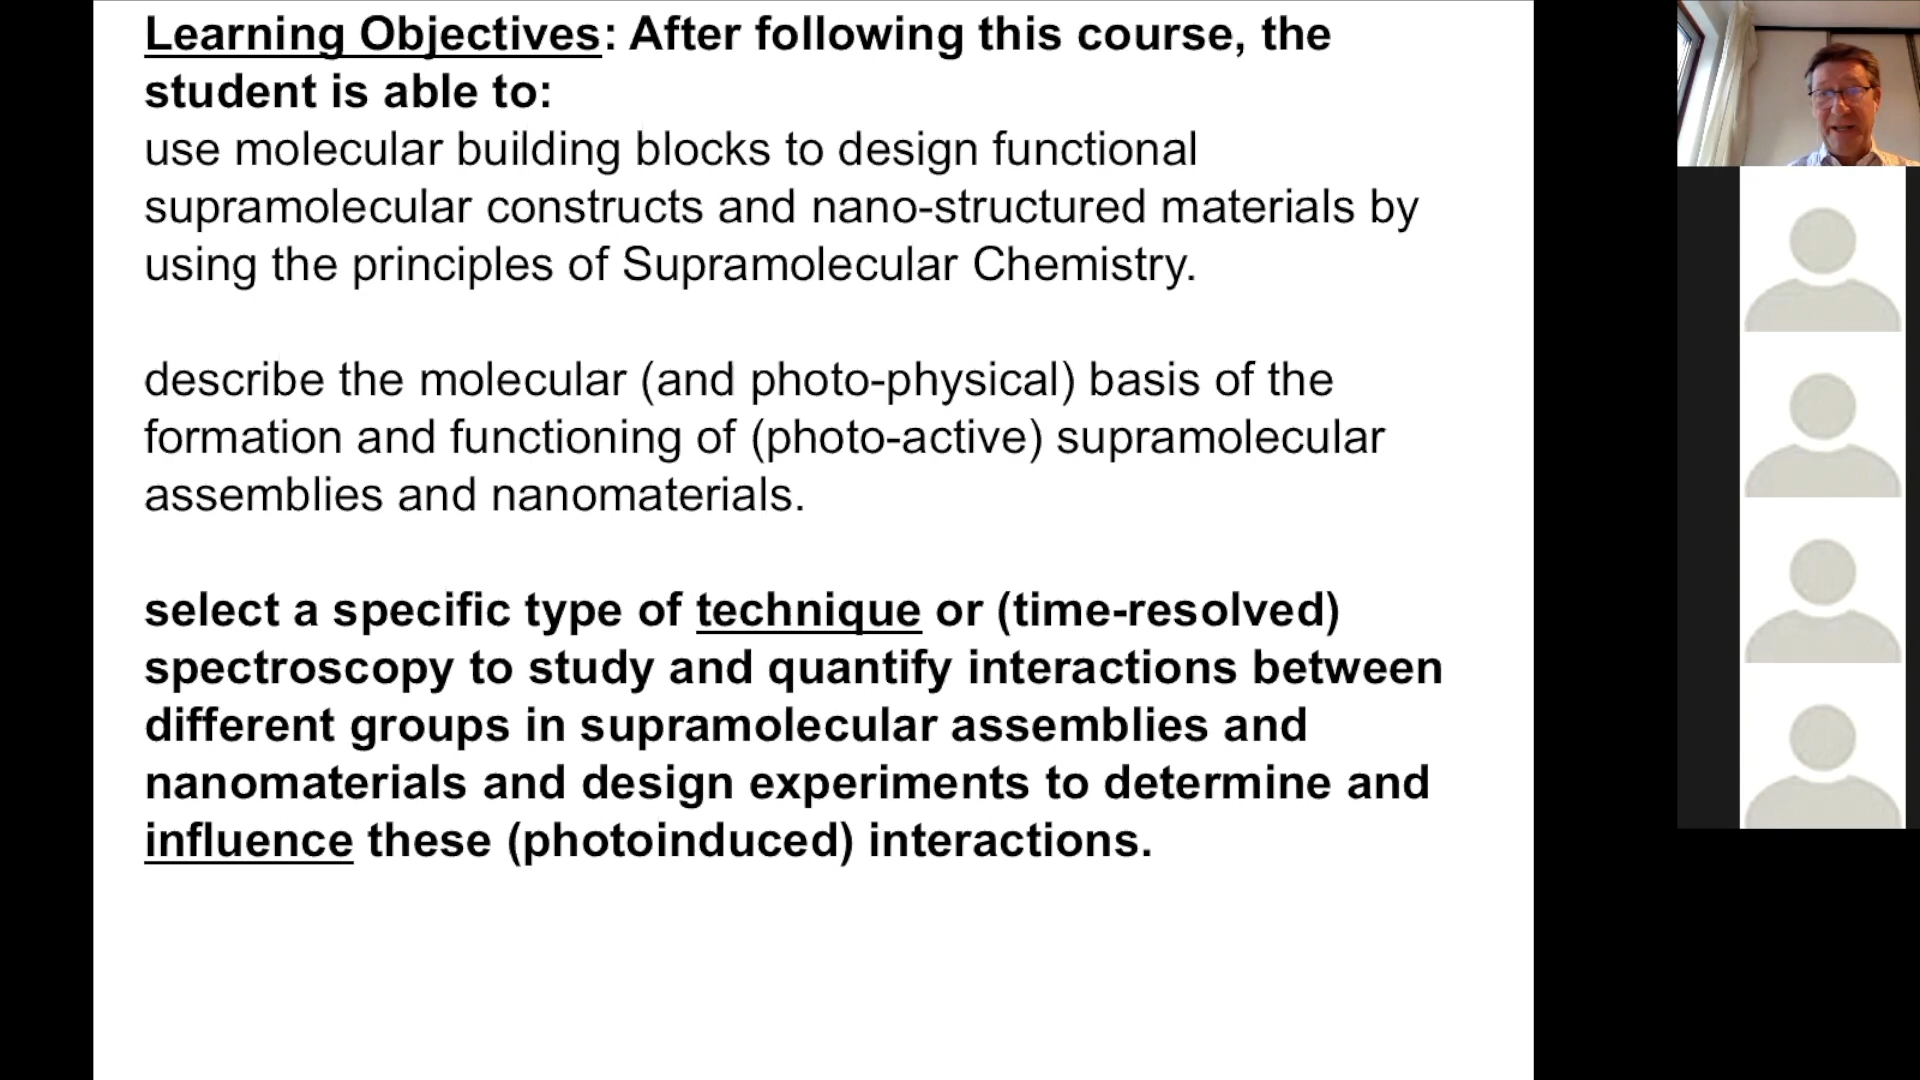 Learning Objectives: After following this course, the
student is able to:
use molecular building blocks to design functional
supramolecular constructs and nano-structured materials by
using the principles of Supramolecular Chemistry.
describe the molecular (and photo-physical) basis of the
formation and functioning of (photo-active) supramolecular
assemblies and nanomaterials.
select a specific type of technique or (time-resolved)
spectroscopy to study and quantify interactions between
different groups in supramolecular assemblies and
nanomaterials and design experiments to determine and
influence these (photoinduced) interactions.